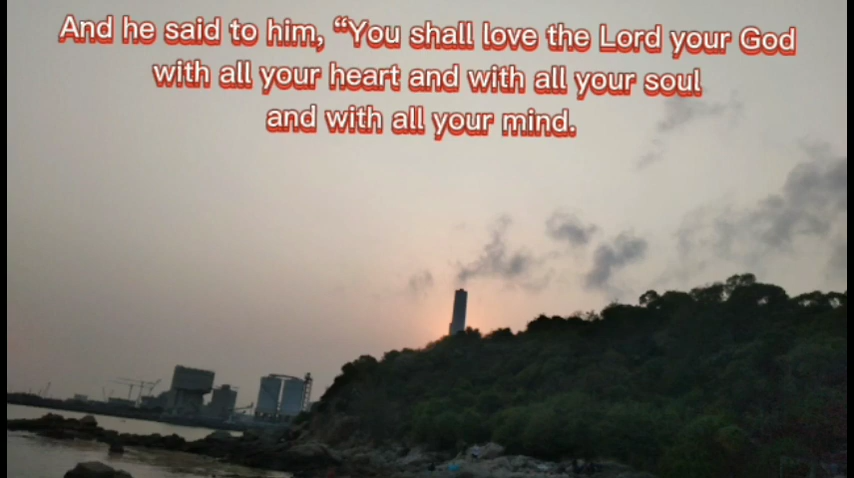 And he said to him, “You shall love the Lord your God
with all your heart and with all your soul
and with all your mind.